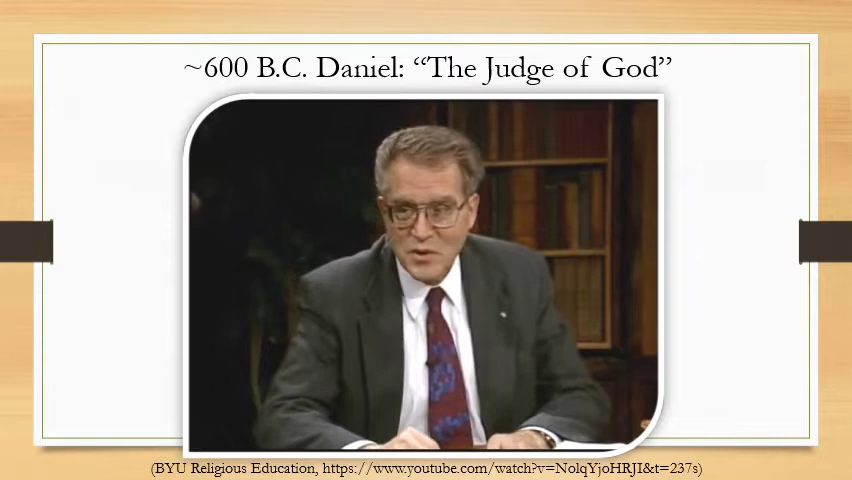 ~600 B.C. Daniel: “The Judge of God”
(BYU Religious Education, https://www.youtube.com/watch?v=NolqYjoHRJI&t=237s)